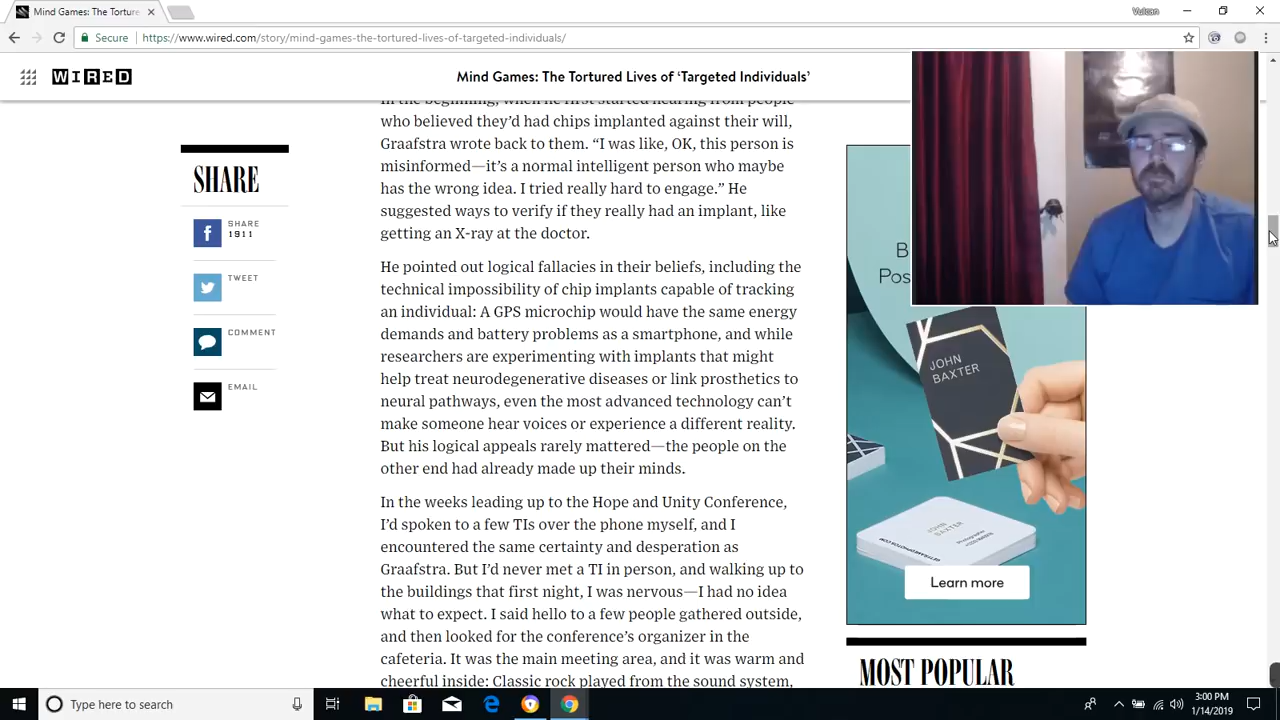 Mind Games: The Torture
Vulcan
Secure
https://www.wired.com/story/mind-games-the-tortured-lives-of-targeted-individuals/
WIRED
Mind Games: The Tortured Lives of ‘Targeted Individuals’
In the beginning, when he first started hearing from people
who believed they’d had chips implanted against their will,
Graafstra wrote back to them. “I was like, OK, this person is
misinformed—it’s a normal intelligent person who maybe
has the wrong idea. I tried really hard to engage.” He
suggested ways to verify if they really had an implant, like
getting an X-ray at the doctor.
He pointed out logical fallacies in their beliefs, including the
technical impossibility of chip implants capable of tracking
an individual: A GPS microchip would have the same energy
demands and battery problems as a smartphone, and while
researchers are experimenting with implants that might
help treat neurodegenerative diseases or link prosthetics to
neural pathways, even the most advanced technology can’t
make someone hear voices or experience a different reality.
But his logical appeals rarely mattered—the people on the
other end had already made up their minds.
In the weeks leading up to the Hope and Unity Conference,
I’d spoken to a few TIs over the phone myself, and I
encountered the same certainty and desperation as
Graafstra. But I’d never met a TI in person, and walking up to
the buildings that first night, I was nervous—I had no idea
what to expect. I said hello to a few people gathered outside,
and then looked for the conference’s organizer in the
cafeteria. It was the main meeting area, and it was warm and
cheerful inside: Classic rock played from the sound system,
SHARE
SHARE
1911
TWEET
COMMENT
EMAIL
B
Pos
JOHN
BAXTER
JOHN
BAXTER
Learn more
MOST POPULAR
Type here to search
3:00 PM
1/14/2019